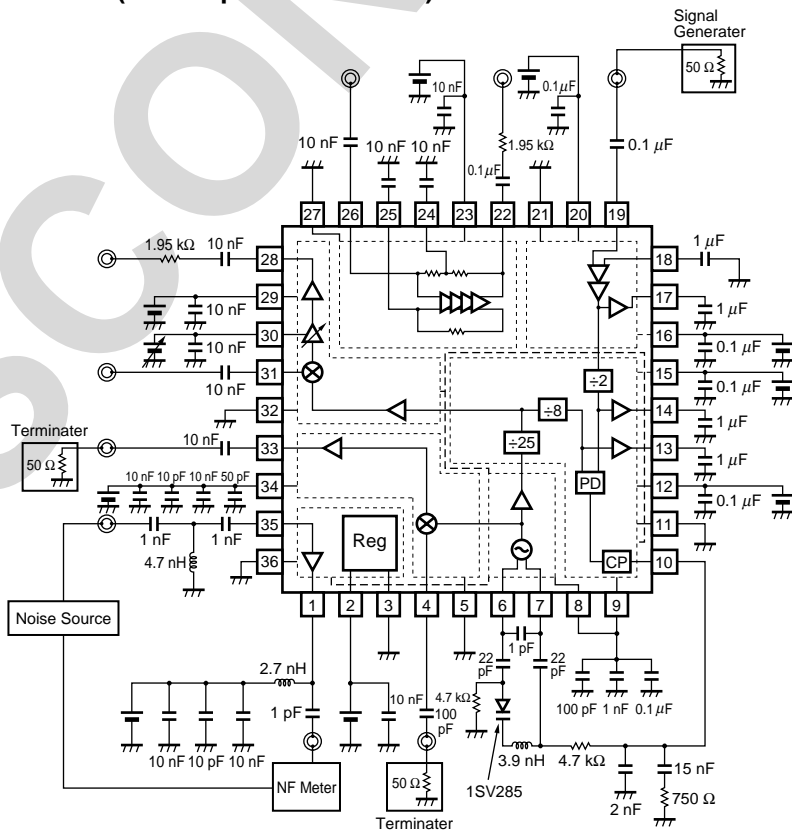 Signal
Generator
50 Ω
10 nF
0.1 μF
10 nF
10 nF
10 nF
1.95 kΩ
0.1 μF
0.1 μF
27
26
25
24
23
22
21
20
19
1.95 kΩ
10 nF
28
18
1 μF
29
10 nF
17
1 μF
30
10 nF
16
0.1 μF
31
10 nF
÷2
15
0.1 μF
32
÷8
14
1 μF
Terminater
50 Ω
10 nF
33
÷25
13
1 μF
10 nF
10 pF
10 nF
50 pF
34
PD
12
0.1 μF
35
1 nF
1 nF
Reg
11
4.7 nH
36
CP
10
Noise Source
1
2
3
4
5
6
7
8
9
1 pF
22
pF
22
pF
2.7 nH
1 pF
10 nF
100
pF
4.7 kΩ
100 pF
1 nF
0.1 μF
10 nF
10 pF
10 nF
3.9 nH
4.7 kΩ
15 nF
NF Meter
50 Ω
1SV285
2 nF
750 Ω
Terminater